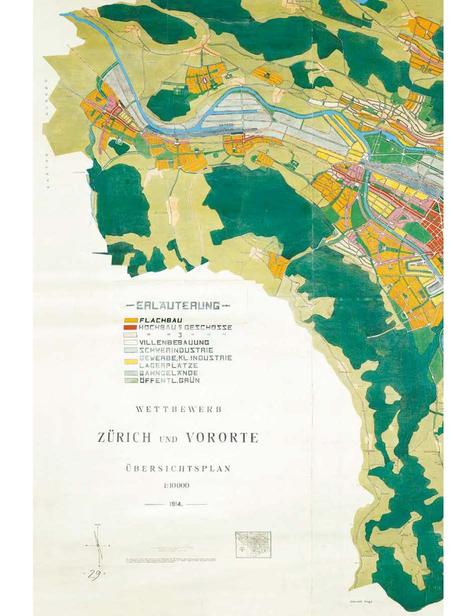 ERLÄUTERUNG
FLACHBAU
HOCHBAU 5 GESCHOSSE
" " 3 " " "
VILLENBEBAUUNG
SCHWERINDUSTRIE
GEWERBE, KL. INDUSTRIE
LAGERPLÄTZE
BAHNGELÄNDE
ÖFFENTL. GRÜN
WETTBEWERB
ZÜRICH UND VORORTE
ÜBERSICHTSPLAN
1:10000
1914.
29